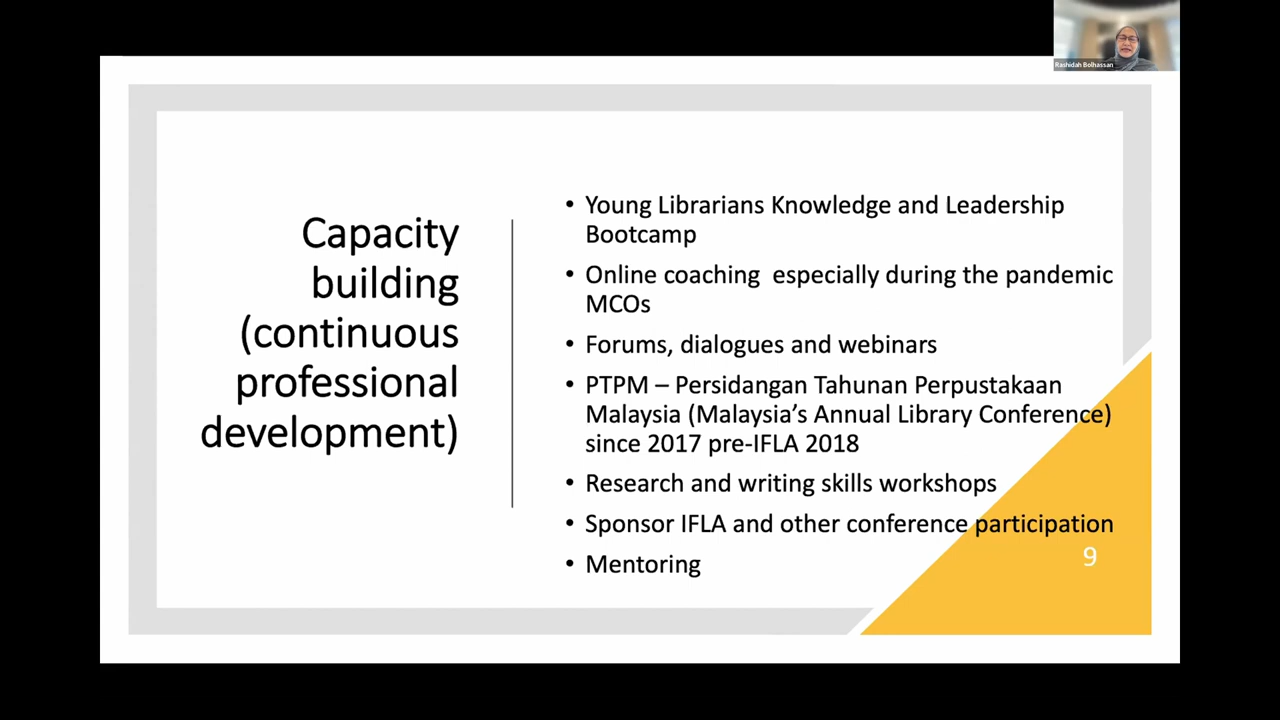 Rashidah Bolhassan
Capacity
building
(continuous
professional
development)
• Young Librarians Knowledge and Leadership
Bootcamp
• Online coaching  especially during the pandemic
MCOs
• Forums, dialogues and webinars
• PTPM – Persidangan Tahunan Perpustakaan
Malaysia (Malaysia’s Annual Library Conference)
since 2017 pre-IFLA 2018
• Research and writing skills workshops
• Sponsor IFLA and other conference participation
• Mentoring
9